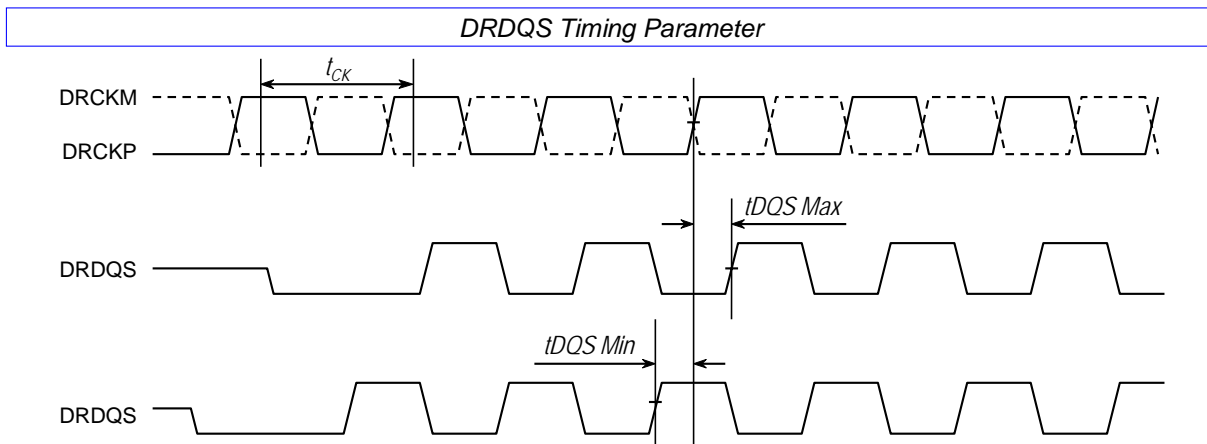 DRDQS Timing Parameter
tCK
DRCKM
DRCKP
tDQS Max
DRDQS
tDQS Min
DRDQS